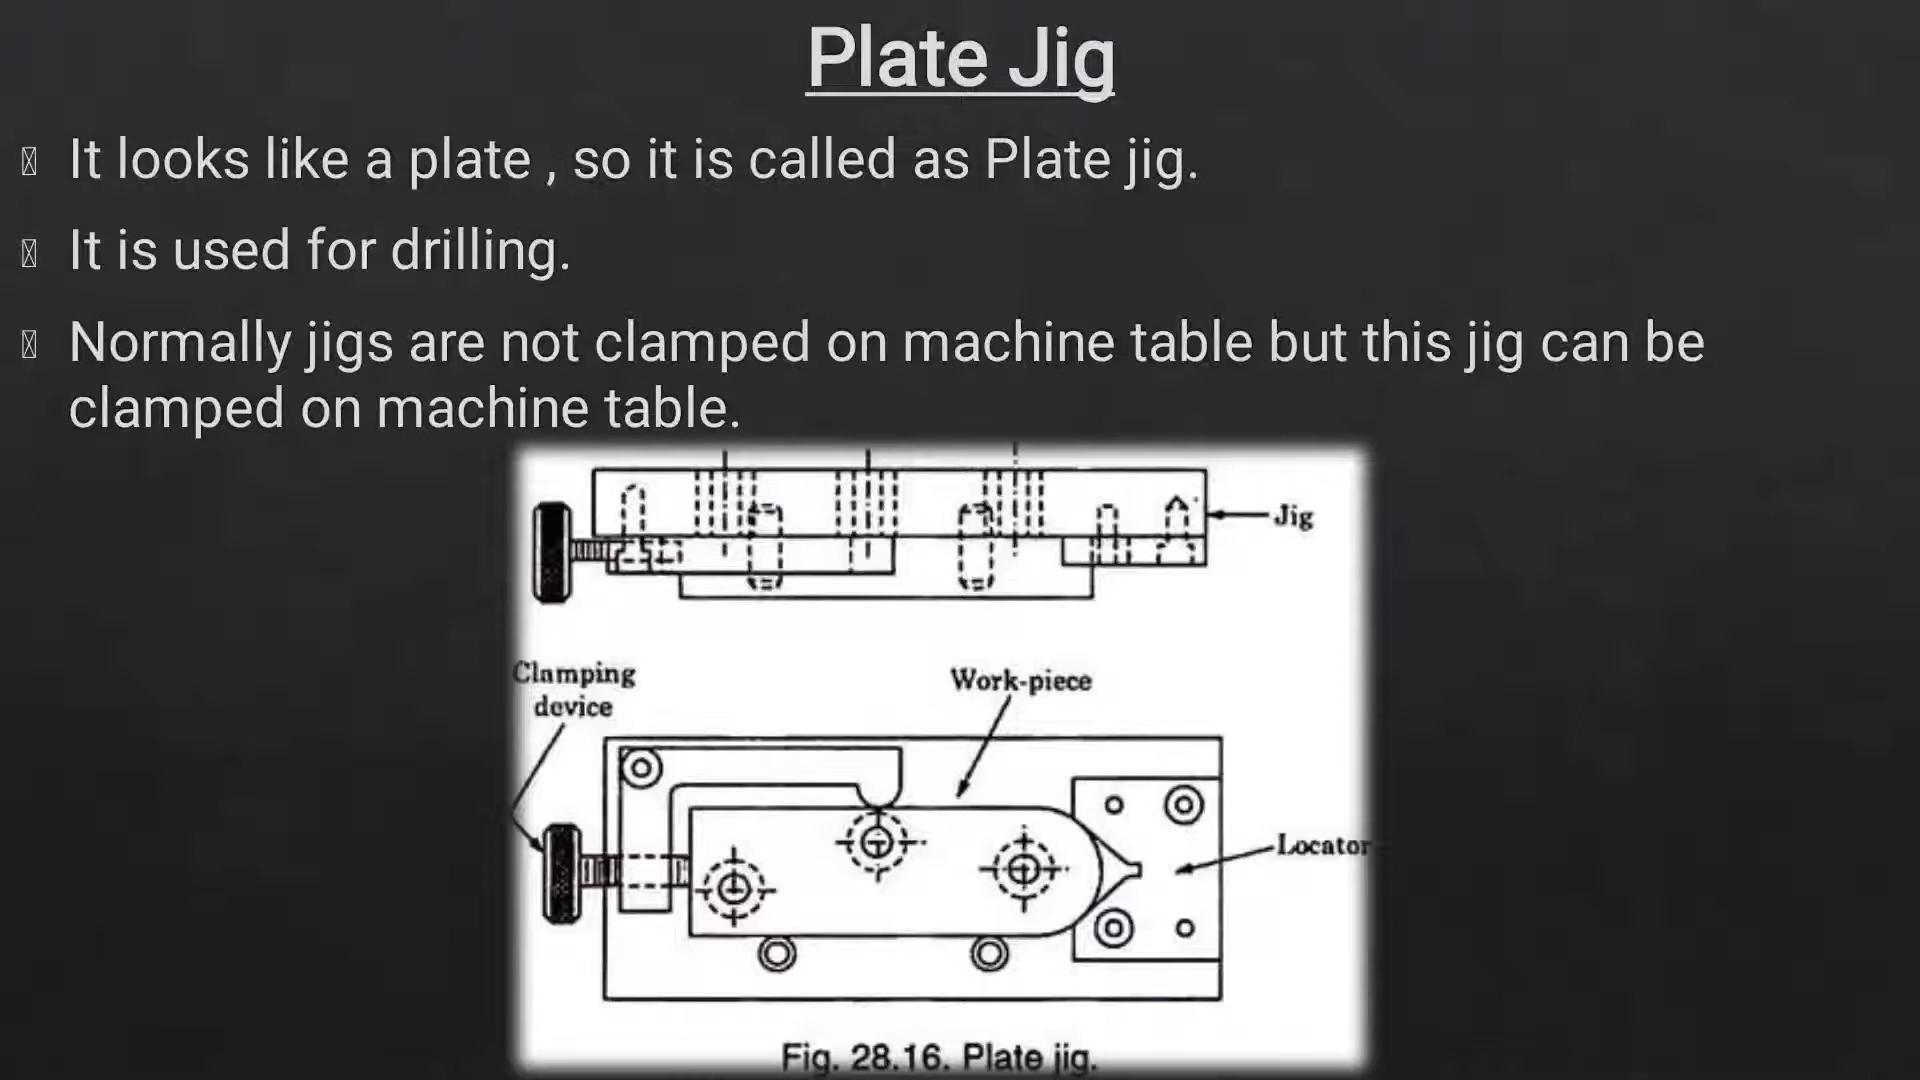 Plate Jig
It looks like a plate , so it is called as Plate jig.
It is used for drilling.
Normally jigs are not clamped on machine table but this jig can be
clamped on machine table.
Jig
Clamping
device
Work-piece
Locator
Fig. 28.16. Plate jig.